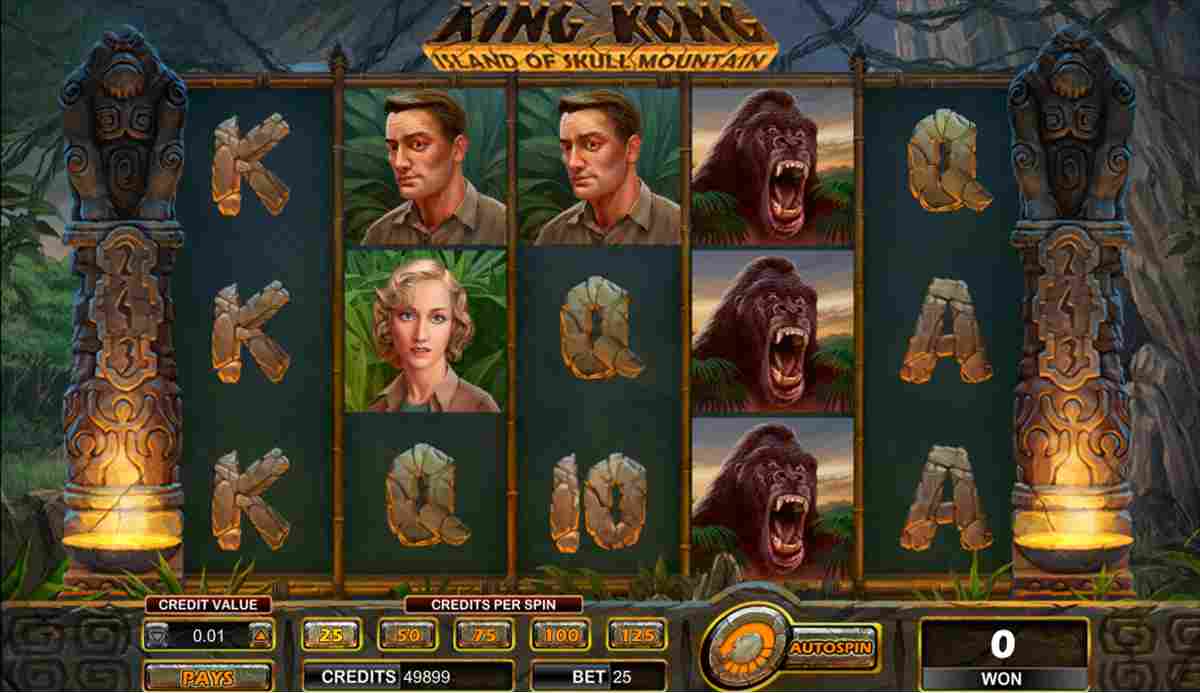 KING KONG
ISLAND OF SKULL MOUNTAIN
K
Q
K
Q
A
K
Q
10
A
CREDIT VALUE
CREDITS PER SPIN
0.01
25
50
75
100
125
AUTOSPIN
0
PAYS
CREDITS 49899
BET 25
WON